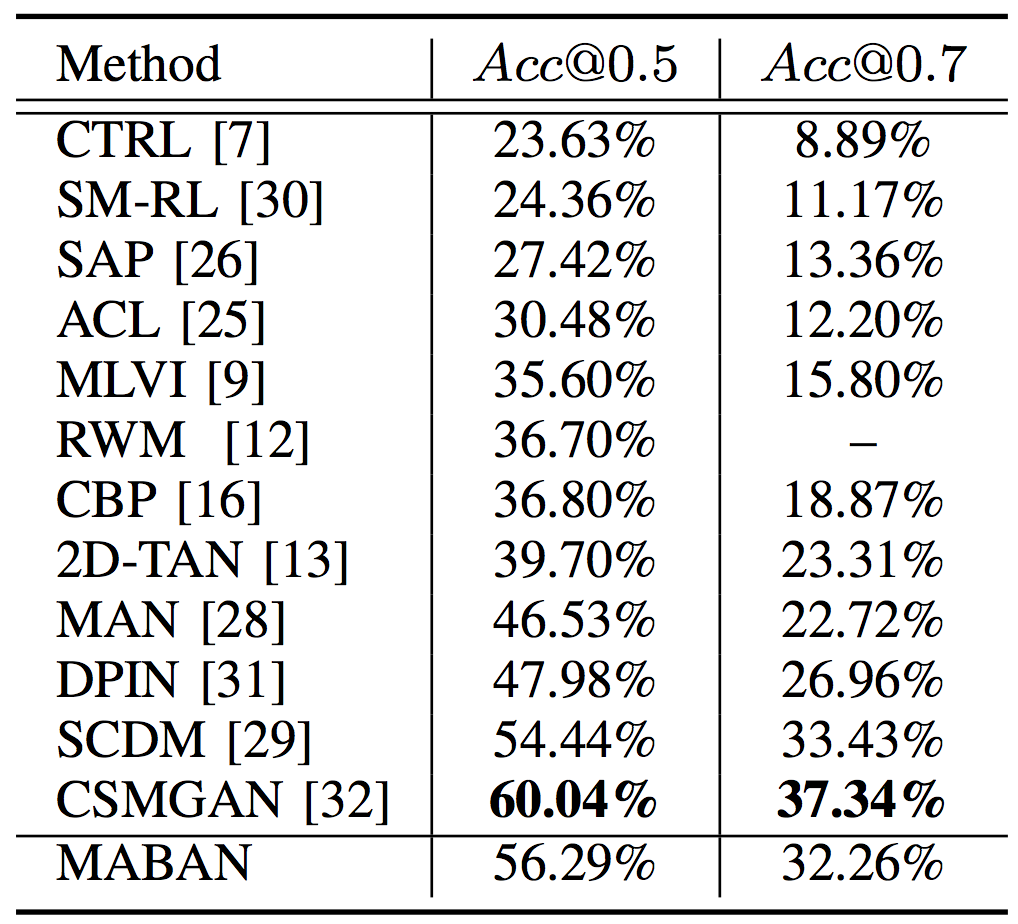 Method Acc@0.5 Acc@0.7
CTRL [7] 23.63% 8.89%
SM-RL [30] 24.36% 11.17%
SAP [26] 27.42% 13.36%
ACL [25] 30.48% 12.20%
MLVI [9] 35.60% 15.80%
RWM [12] 36.70% –
CBP [16] 36.80% 18.87%
2D-TAN [13] 39.70% 23.31%
MAN [28] 46.53% 22.72%
DPIN [31] 47.98% 26.96%
SCDM [29] 54.44% 33.43%
CSMGAN [32] 60.04% 37.34%
MABAN 56.29% 32.26%